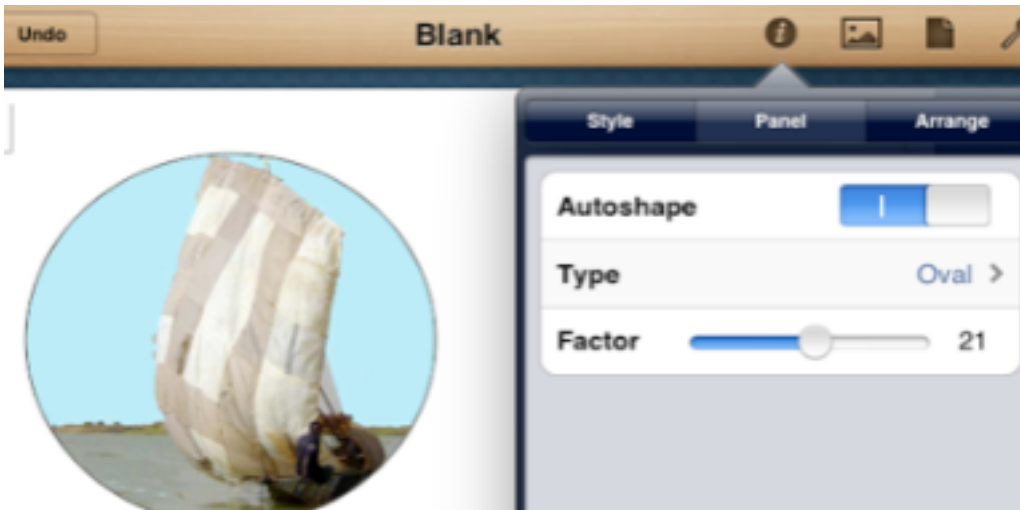 Undo
Blank
Style Panel Arrange
Autoshape
Type Oval
Factor 21